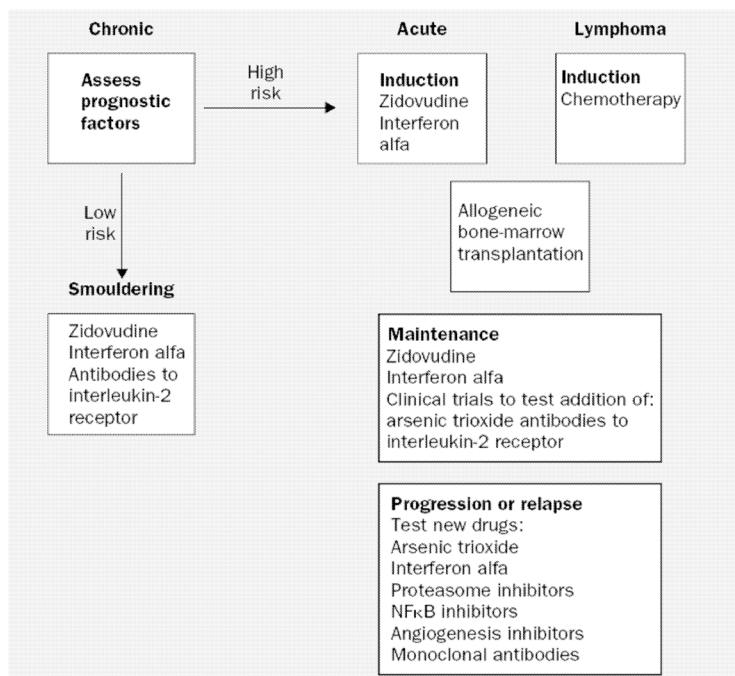 Chronic
Acute
Lymphoma
Assess
prognostic
factors
High
risk
Induction
Zidovudine
Interferon
alfa
Induction
Chemotherapy
Low
risk
Allogeneic
bone-marrow
transplantation
Smouldering
Zidovudine
Interferon alfa
Antibodies to
interleukin-2
receptor
Maintenance
Zidovudine
Interferon alfa
Clinical trials to test addition of:
arsenic trioxide antibodies to
interleukin-2 receptor
Progression or relapse
Test new drugs:
Arsenic trioxide
Interferon alfa
Proteasome inhibitors
NFκB inhibitors
Angiogenesis inhibitors
Monoclonal antibodies